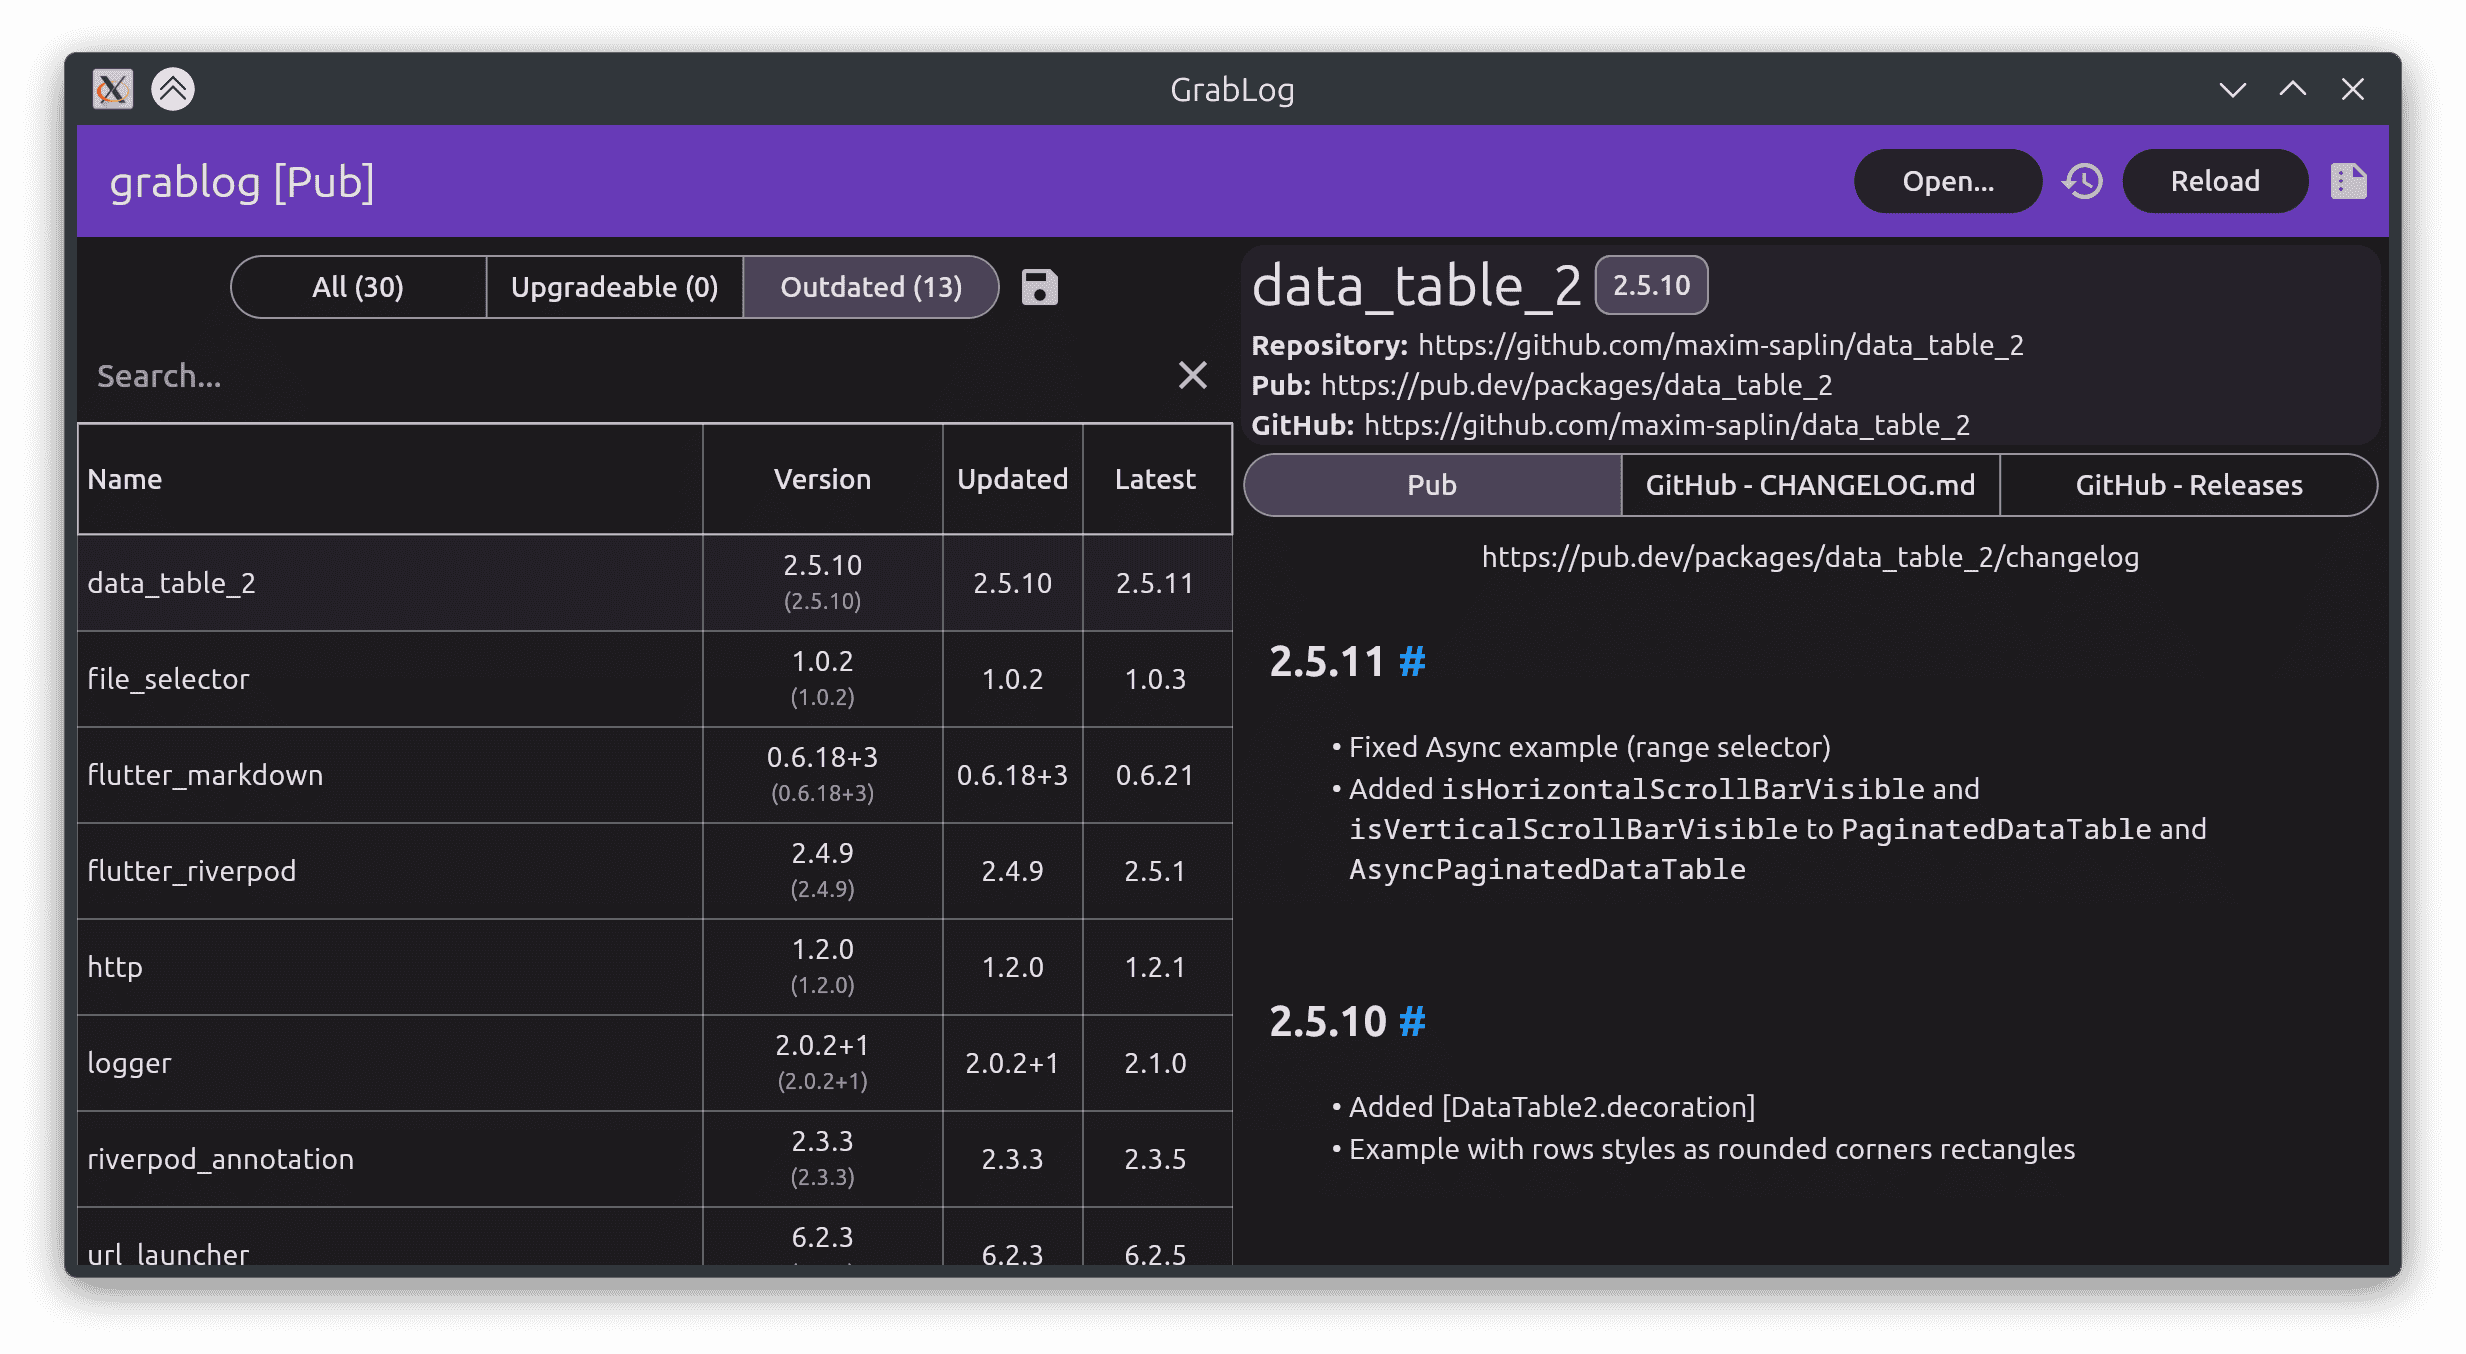 GrabLog
grablog [Pub]
Open...
Reload
All (30)
Upgradeable (0)
Outdated (13)
Search...
Name Version Updated Latest
data_table_2 2.5.10 (2.5.10) 2.5.10 2.5.11
file_selector 1.0.2 (1.0.2) 1.0.2 1.0.3
flutter_markdown 0.6.18+3 (0.6.18+3) 0.6.18+3 0.6.21
flutter_riverpod 2.4.9 (2.4.9) 2.4.9 2.5.1
http 1.2.0 (1.2.0) 1.2.0 1.2.1
logger 2.0.2+1 (2.0.2+1) 2.0.2+1 2.1.0
riverpod_annotation 2.3.3 (2.3.3) 2.3.3 2.3.5
url_launcher 6.2.3 6.2.3 6.2.5
data_table_2 2.5.10
Repository: https://github.com/maxim-saplin/data_table_2
Pub: https://pub.dev/packages/data_table_2
GitHub: https://github.com/maxim-saplin/data_table_2
Pub
GitHub - CHANGELOG.md
GitHub - Releases
https://pub.dev/packages/data_table_2/changelog
2.5.11 #
• Fixed Async example (range selector)
• Added isHorizontalScrollBarVisible and
isVerticalScrollBarVisible to PaginatedDataTable and
AsyncPaginatedDataTable
2.5.10 #
• Added [DataTable2.decoration]
• Example with rows styles as rounded corners rectangles